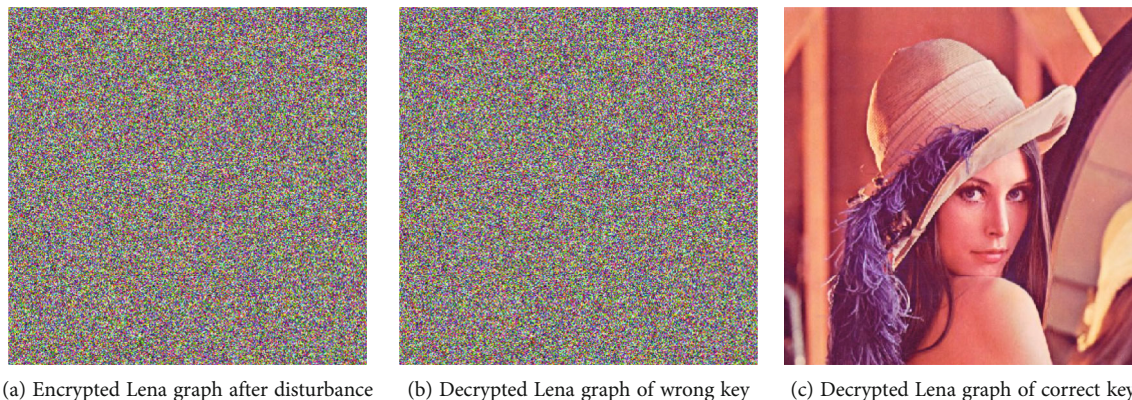 (a) Encrypted Lena graph after disturbance
(b) Decrypted Lena graph of wrong key
(c) Decrypted Lena graph of correct key